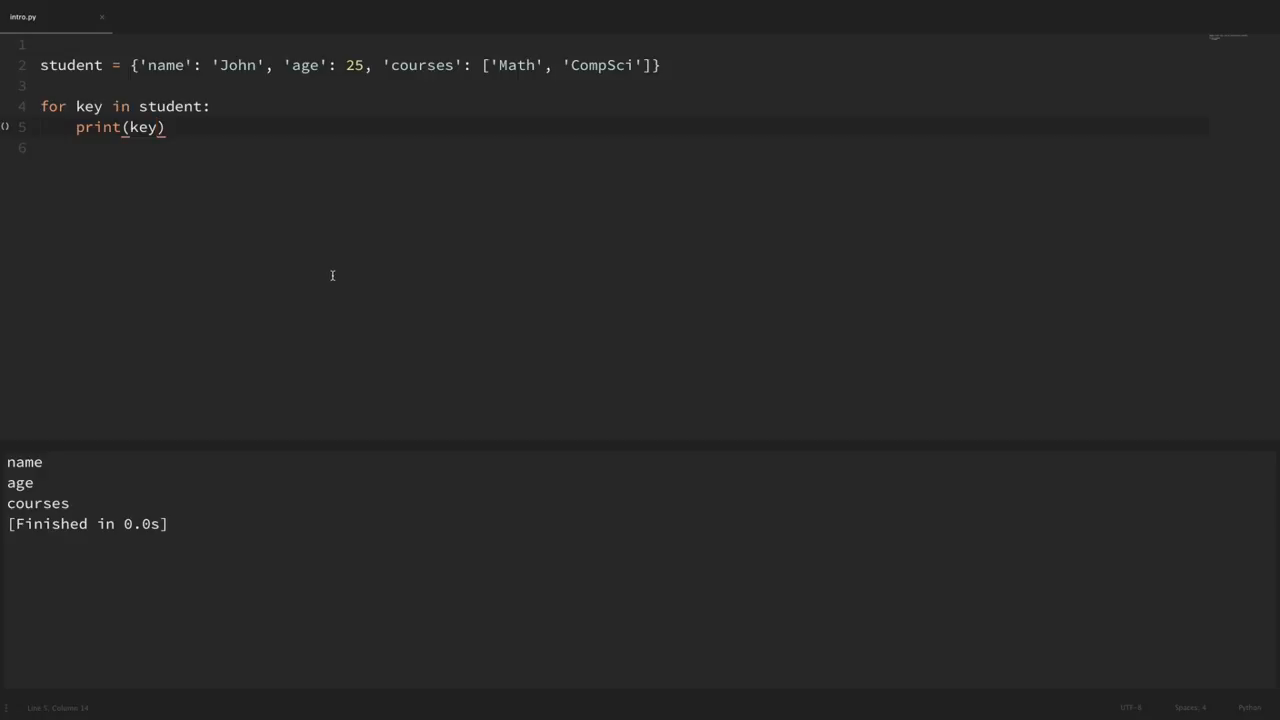 intro.py ×
1
2 student = {'name': 'John', 'age': 25, 'courses': ['Math', 'CompSci']}
3
4 for key in student:
() 5     print(key)
6
name
age
courses
[Finished in 0.0s]
Line 7, Column 14 UTF-8 Spaces: 4 Python